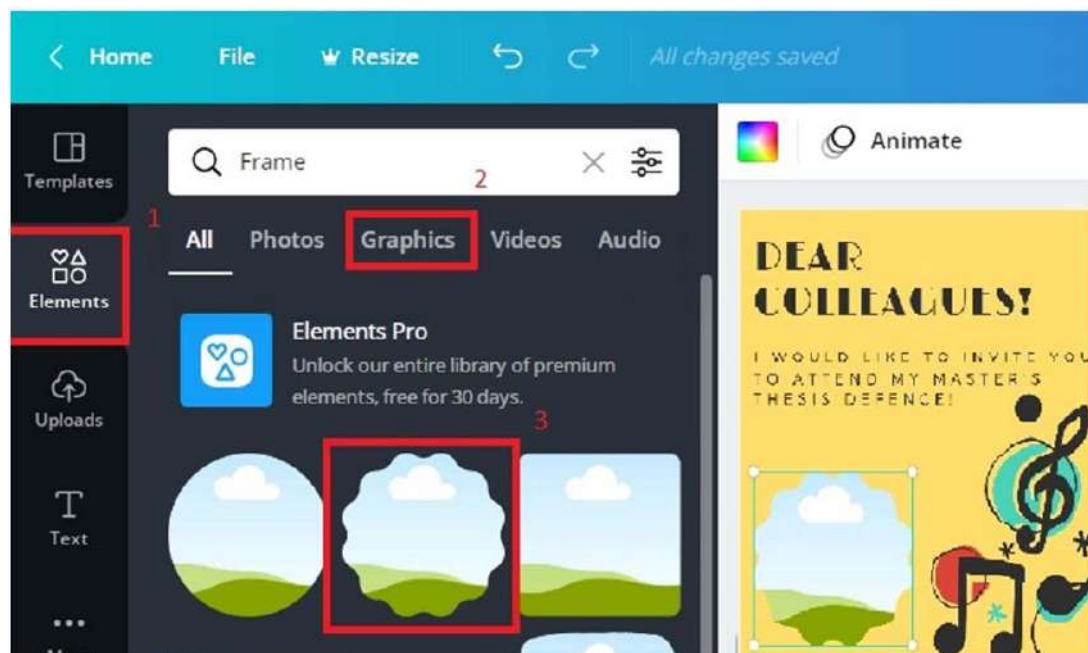 Home File Resize All changes saved
Templates
Frame
Animate
1
2
All Photos Graphics Videos Audio
Elements
Elements Pro
Unlock our entire library of premium
elements, free for 30 days.
3
Uploads
Text
DEAR
COLLEAGUES!
I WOULD LIKE TO INVITE YOU
TO ATTEND MY MASTER'S
THESIS DEFENCE!